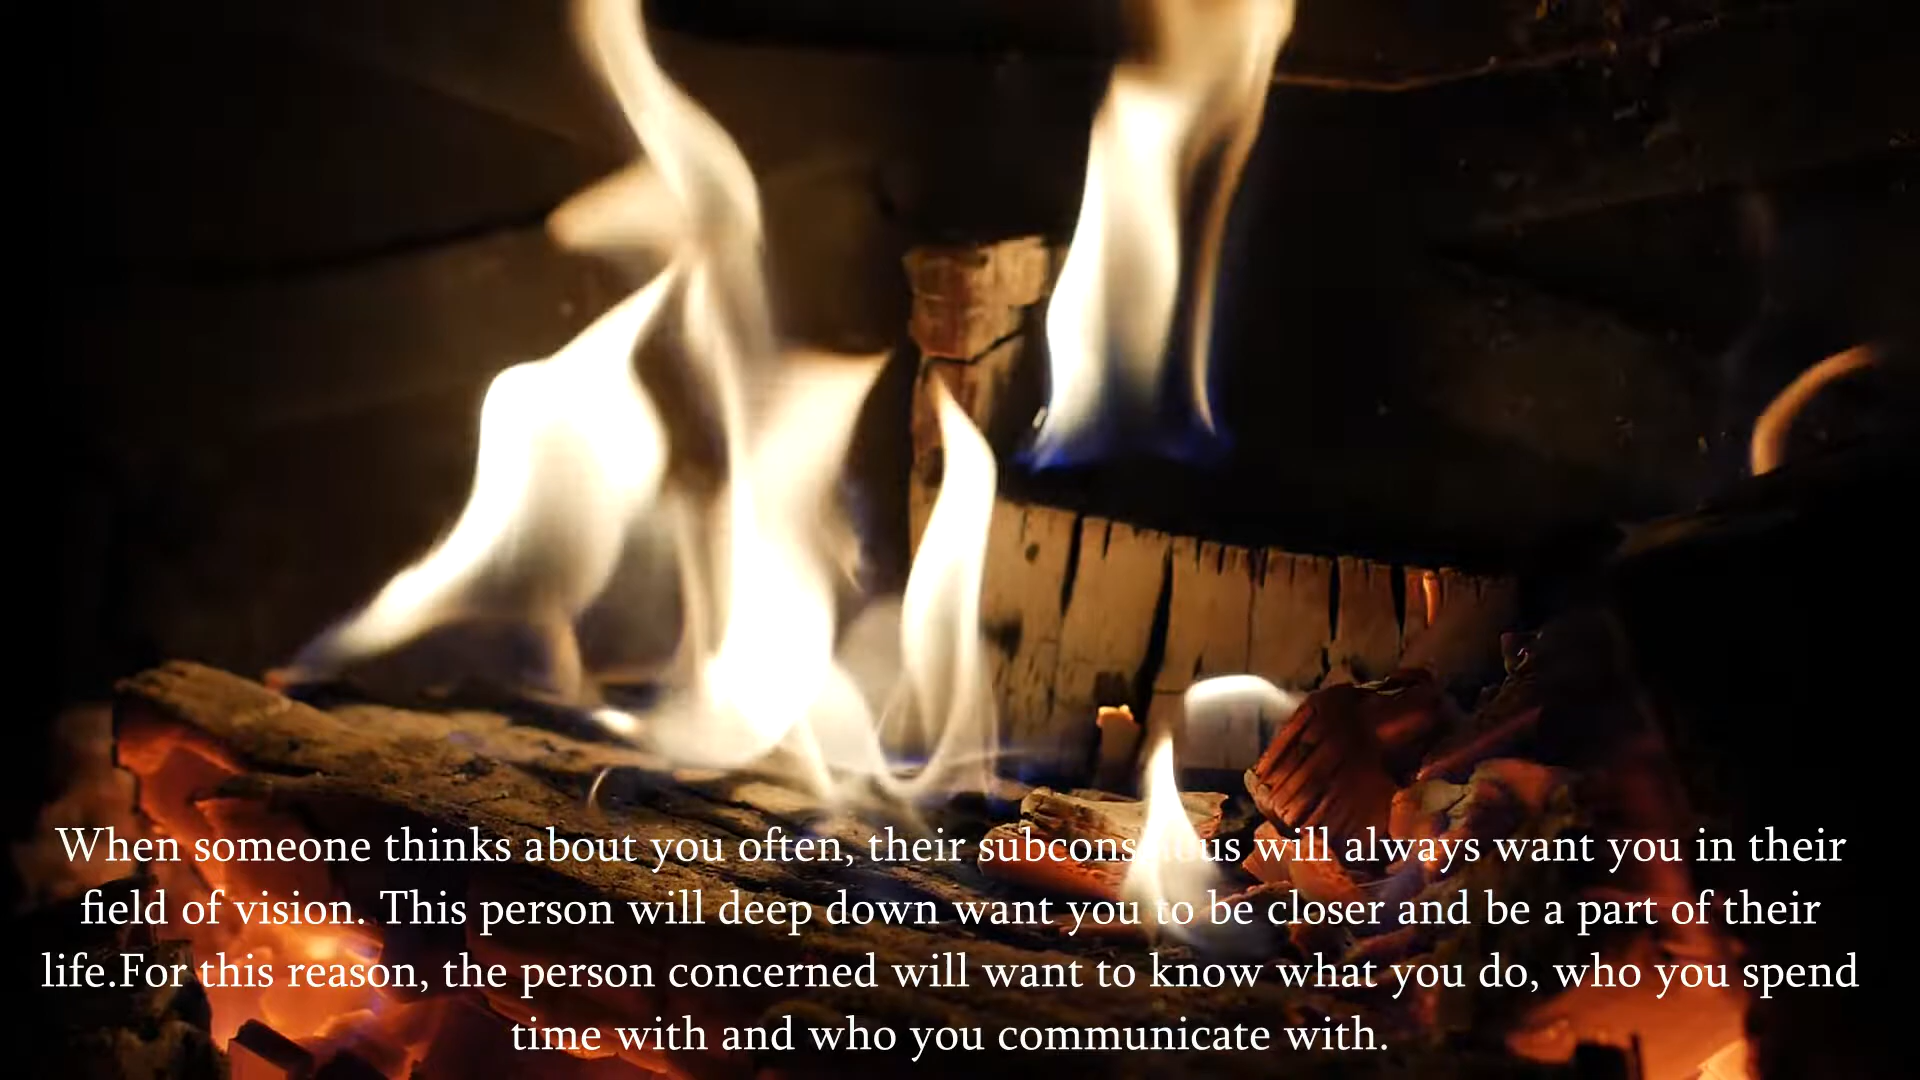 When someone thinks about you often, their subconscious will always want you in their
field of vision. This person will deep down want you to be closer and be a part of their
life.For this reason, the person concerned will want to know what you do, who you spend
time with and who you communicate with.